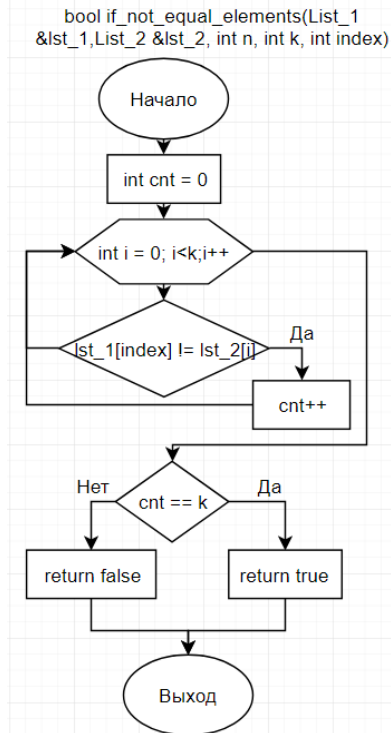 bool if_not_equal_elements(List_1
&lst_1,List_2 &lst_2, int n, int k, int index)
Начало
int cnt = 0
int i = 0; i<k;i++
lst_1[index] != lst_2[i]
Да
cnt++
Нет
cnt == k
Да
return false
return true
Выход